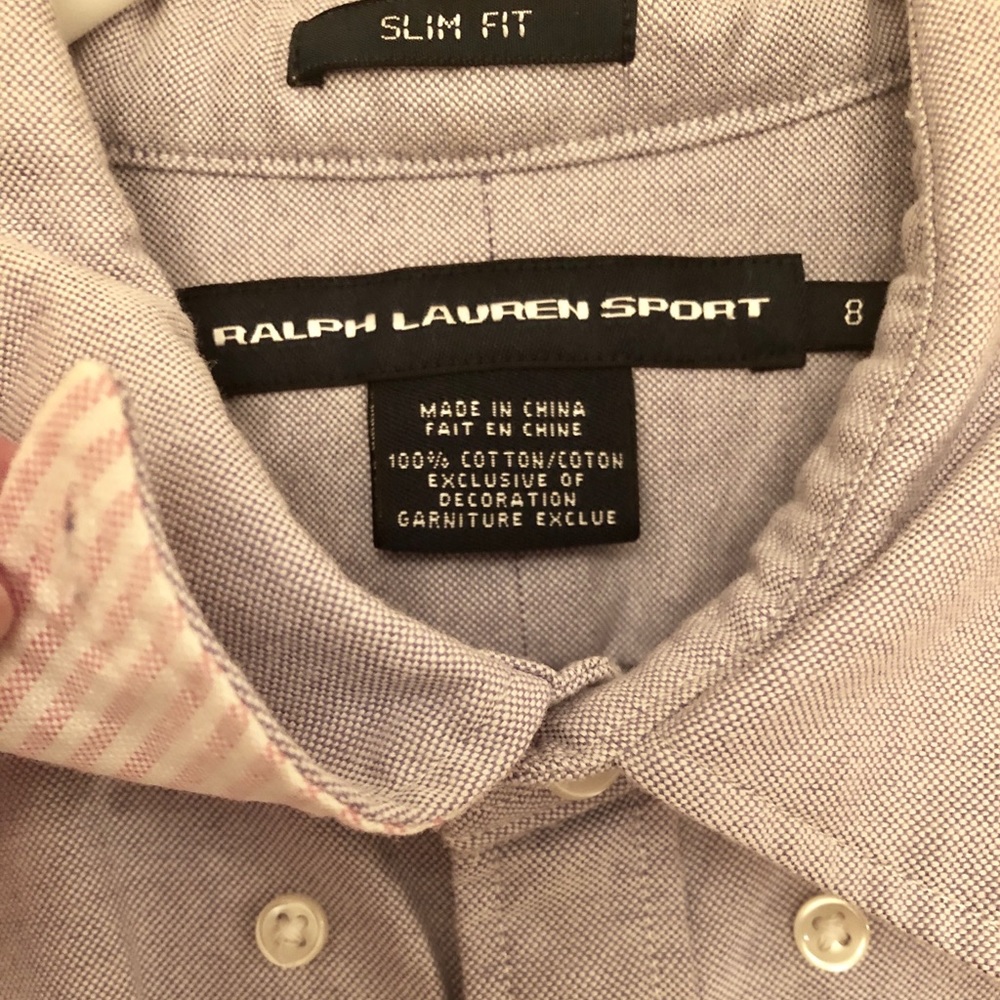 SLIM FIT
RALPH LAUREN SPORT
8
MADE IN CHINA
FAIT EN CHINE
100% COTTON/COTON
EXCLUSIVE OF
DECORATION
GARNITURE EXCLUE